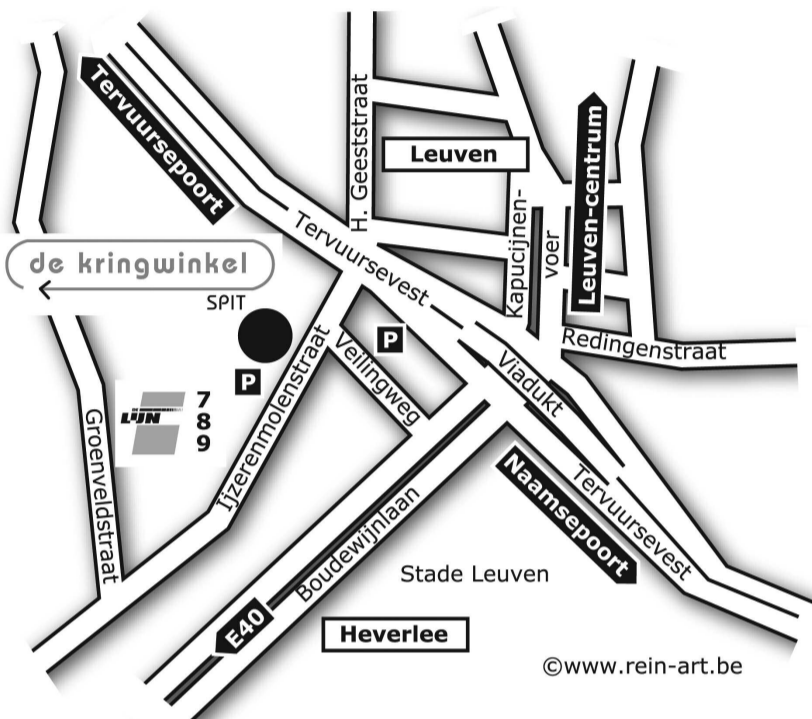 Tervuursepoort
H. Geeststraat
Leuven
Leuven-centrum
Kapucijnen-
voer
Tervuursevest
de kringwinkel
SPIT
P
P
Redingenstraat
Viadukt
Veilingweg
Ijzerenmolenstraat
LIJN
7
8
9
Groenveldstraat
Naamsepoort
Tervuursevest
Boudewijnlaan
Stade Leuven
E40
Heverlee
©www.rein-art.be